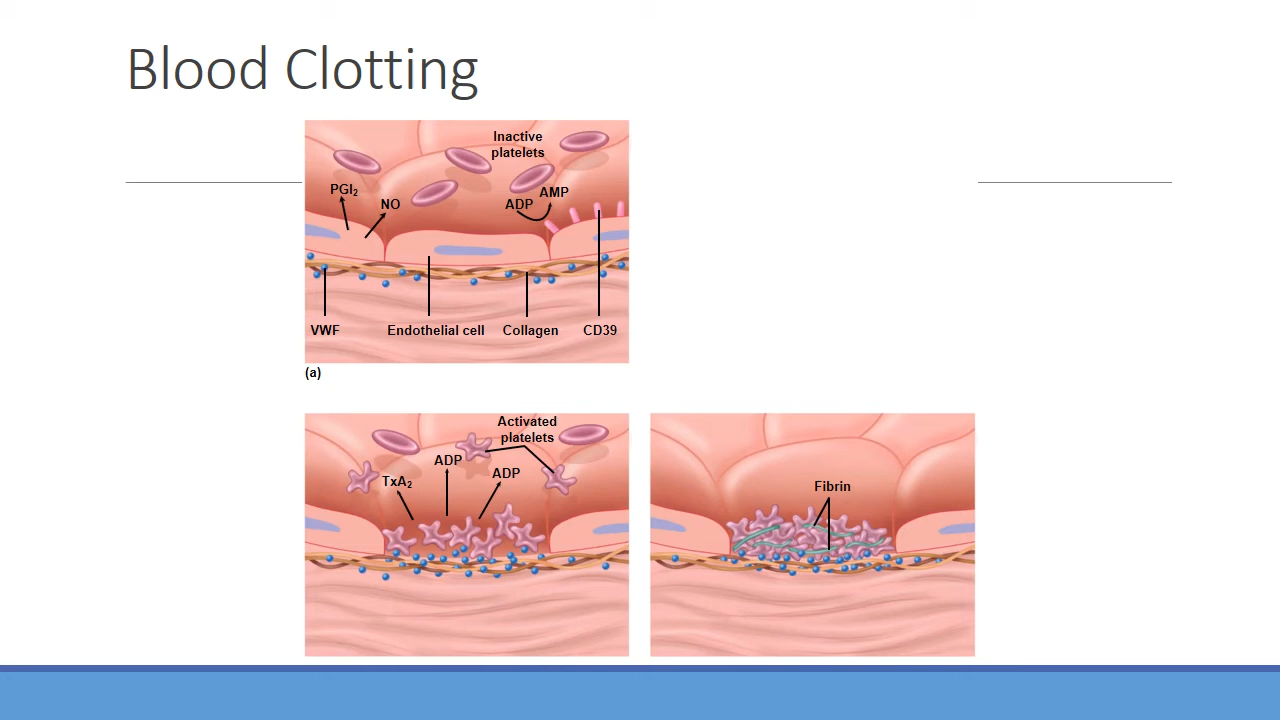 Blood Clotting
Inactive
platelets
PGI₂
NO
ADP
AMP
VWF
Endothelial cell
Collagen
CD39
(a)
Activated
platelets
TxA₂
ADP
ADP
Fibrin